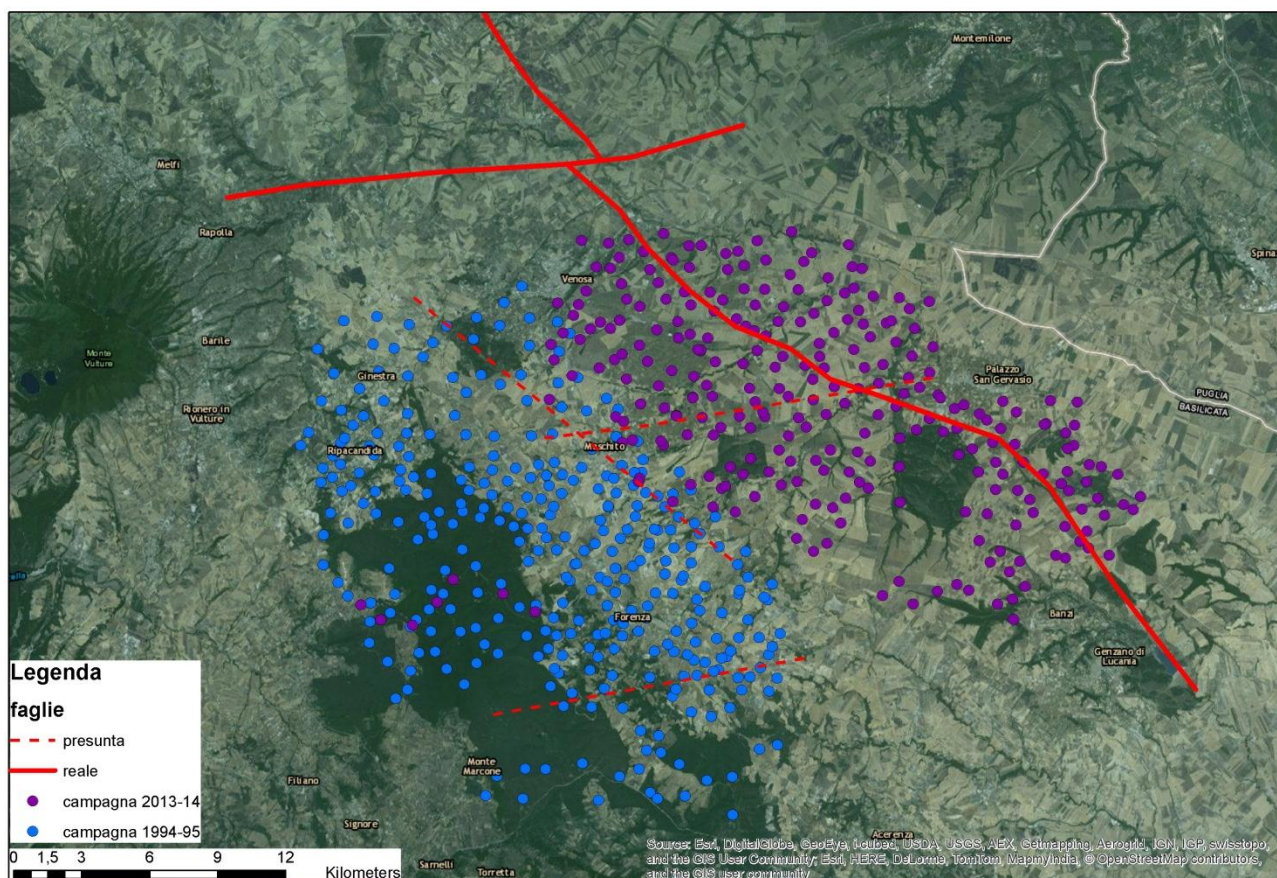 Montemilone
Melfi
Rapolla
Spinaz
Venosa
Monte
Vulture
Barile
Ginestra
Palazzo
San Gervasio
PUGLIA
BASILICATA
Rionero in
Vulture
Ripacandida
Maschito
Forenza
Banzi
Genzano di
Lucania
Legenda
faglie
presunta
reale
campagna 2013-14
campagna 1994-95
Monte
Marcone
Filiano
Signore
Acerenza
Sarnelli
Torretta
0 1,5 3 6 9 12
Kilometers
Source: Esri, DigitalGlobe, GeoEye, i-cubed, USDA, USGS, AEX, Getmapping, Aerogrid, IGN, IGP, swisstopo,
and the GIS User Community; Esri, HERE, DeLorme, TomTom, MapmyIndia, © OpenStreetMap contributors,
and the GIS user community